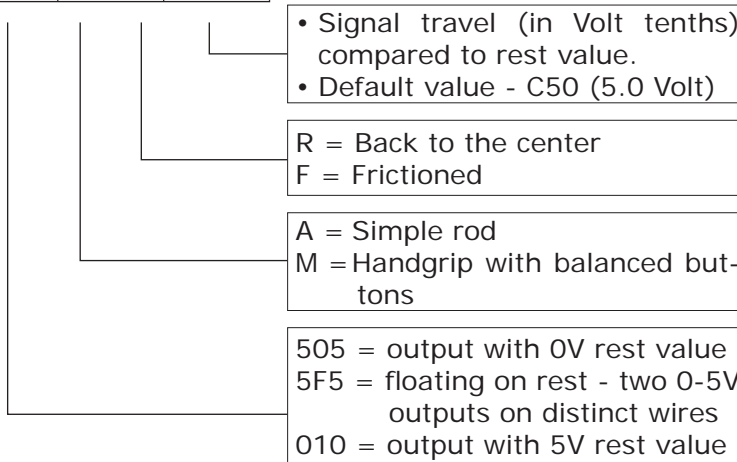 • Signal travel (in Volt tenths)
compared to rest value.
• Default value - C50 (5.0 Volt)
R = Back to the center
F = Frictioned
A = Simple rod
M =Handgrip with balanced but-
tons
505 = output with 0V rest value
5F5 = floating on rest - two 0-5V
outputs on distinct wires
010 = output with 5V rest value